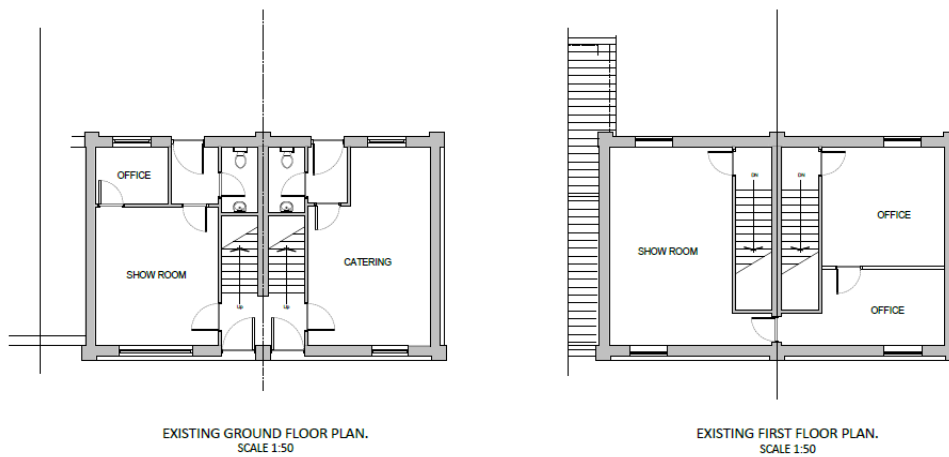 OFFICE
SHOW ROOM
CATERING
Up
Up
EXISTING GROUND FLOOR PLAN.
SCALE 1:50
DN
DN
OFFICE
SHOW ROOM
OFFICE
EXISTING FIRST FLOOR PLAN.
SCALE 1:50